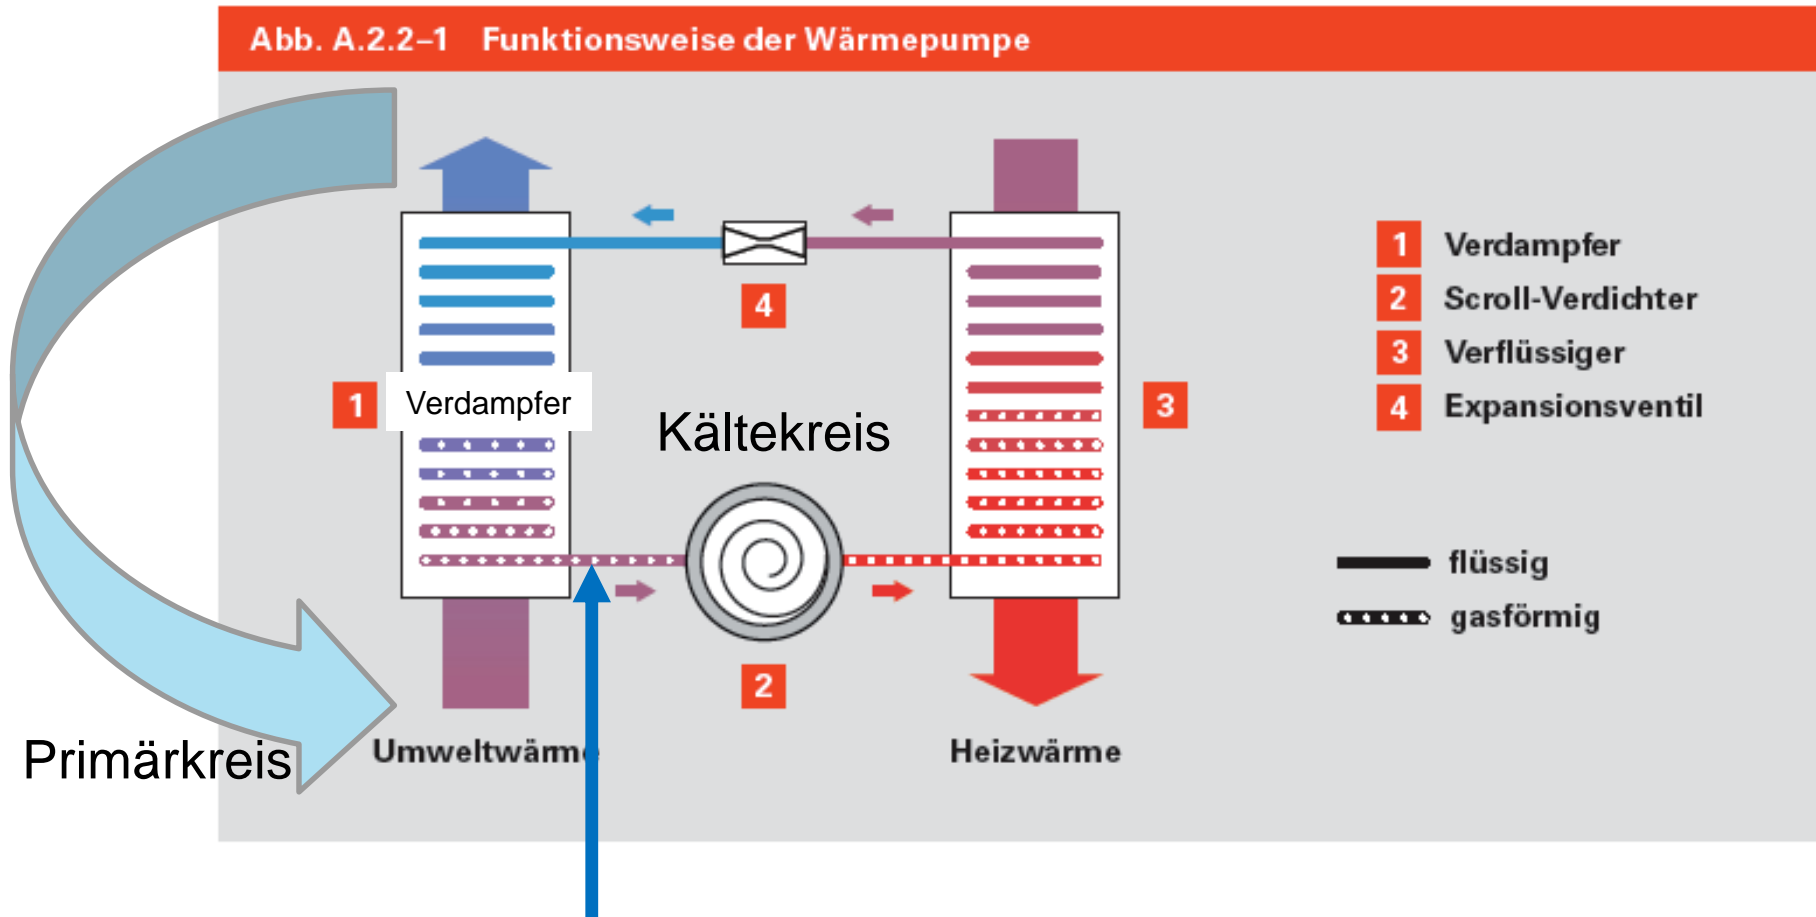 Abb. A.2.2–1 Funktionsweise der Wärmepumpe
1 Verdampfer
2 Scroll-Verdichter
3 Verflüssiger
4 Expansionsventil
4
1
Verdampfer
Kältekreis
3
flüssig
gasförmig
2
Primärkreis
Umweltwärme
Heizwärme